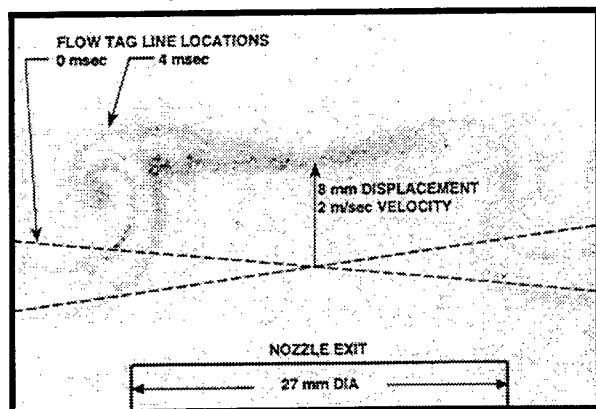 FLOW TAG LINE LOCATIONS
0 msec 4 msec
8 mm DISPLACEMENT
2 m/sec VELOCITY
NOZZLE EXIT
27 mm DIA